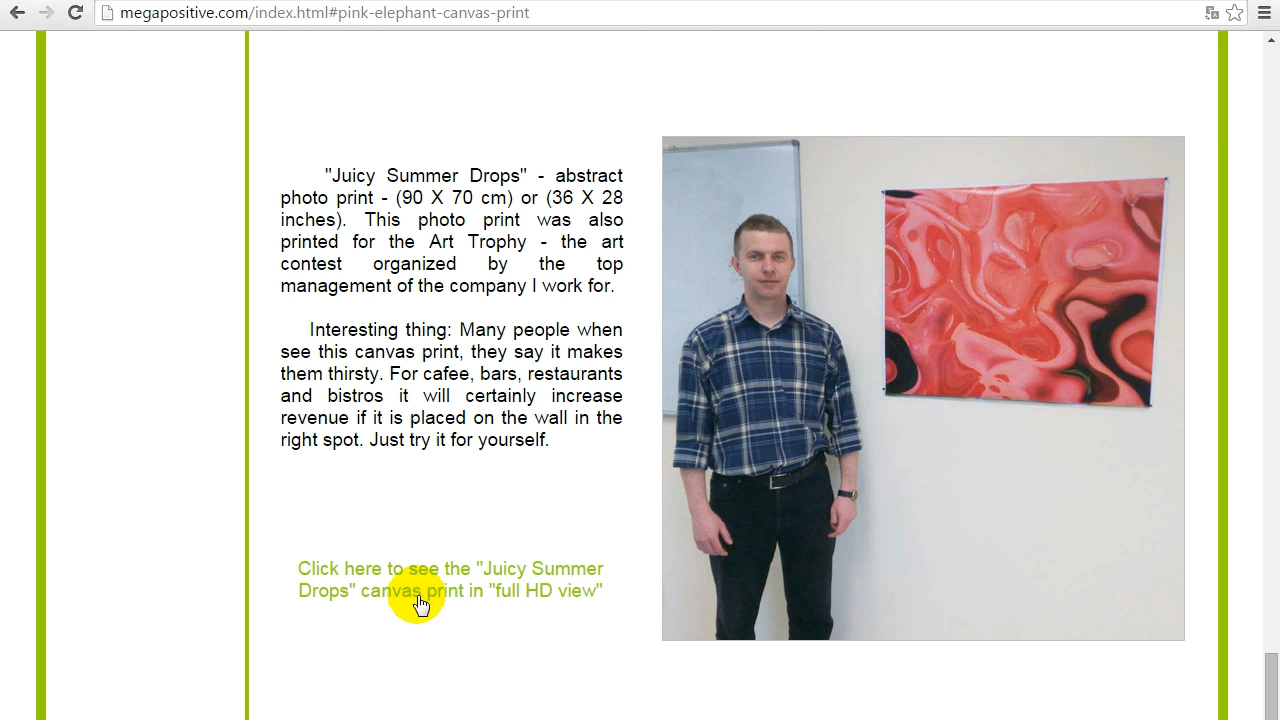 megapositive.com/index.html#pink-elephant-canvas-print
"Juicy Summer Drops" - abstract
photo print - (90 X 70 cm) or (36 X 28
inches). This photo print was also
printed for the Art Trophy - the art
contest organized by the top
management of the company I work for.
Interesting thing: Many people when
see this canvas print, they say it makes
them thirsty. For cafee, bars, restaurants
and bistros it will certainly increase
revenue if it is placed on the wall in the
right spot. Just try it for yourself.
Click here to see the "Juicy Summer
Drops" canvas print in "full HD view"